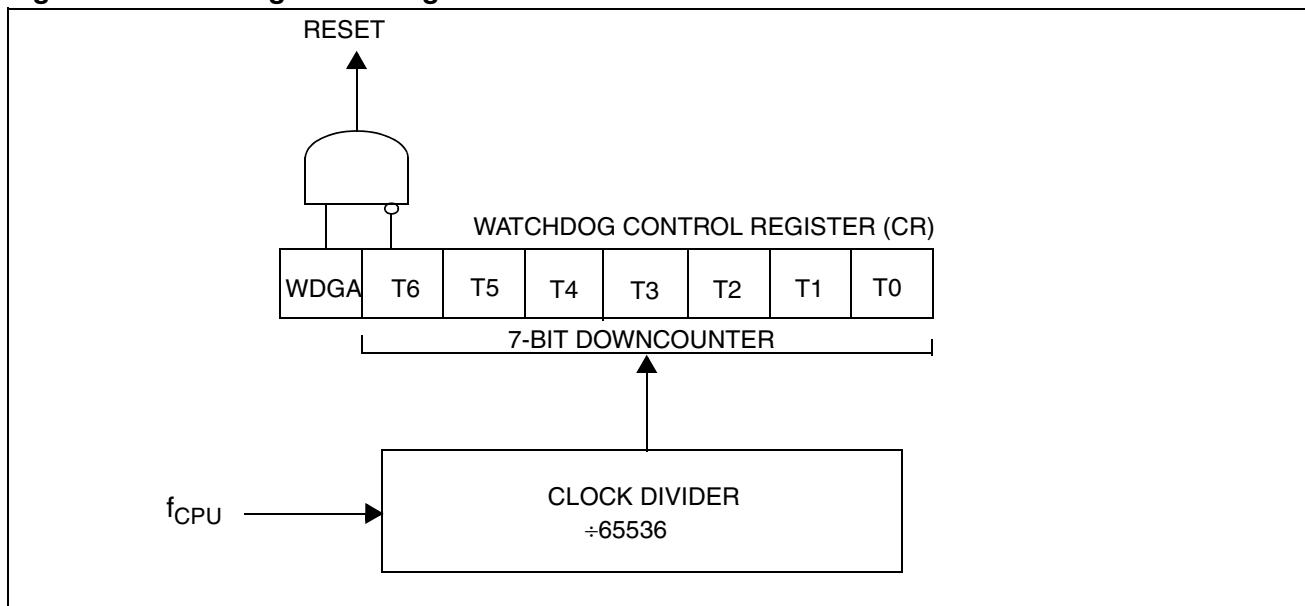 RESET
WATCHDOG CONTROL REGISTER (CR)
WDGA T6 T5 T4 T3 T2 T1 T0
7-BIT DOWNCOUNTER
fCPU
CLOCK DIVIDER
÷65536